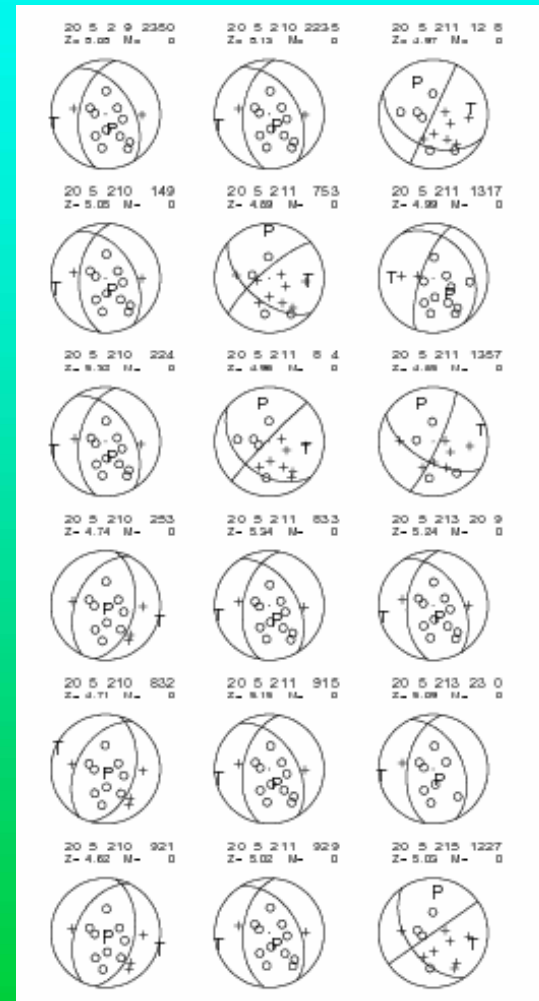 20 5 2 9 2350
Z= 5.05 M= 0
T P
20 5 210 2235
Z= 5.13 M= 0
T P
20 5 211 12 8
Z= 4.97 M= 0
P T
20 5 210 149
Z= 5.05 M= 0
T P
20 5 211 753
Z= 4.89 M= 0
P T
20 5 211 1317
Z= 4.99 M= 0
T P
20 5 210 224
M= 0
T P
20 5 211 8 4
Z= 4.96 M= 0
P T
20 5 211 1357
M= 0
P T
20 5 210 253
Z= 4.74 M= 0
P T
20 5 211 833
Z= 5.34 M= 0
T P
20 5 213 20 9
Z= 5.24 M= 0
T P
20 5 210 832
Z= 4.71 M= 0
T P
20 5 211 915
Z= 5.15 M= 0
T P
20 5 213 23 0
Z= 5.09 M= 0
T P
20 5 210 921
Z= 4.62 M= 0
P T
20 5 211 929
Z= 5.02 M= 0
T P
20 5 215 1227
Z= 5.03 M= 0
P T